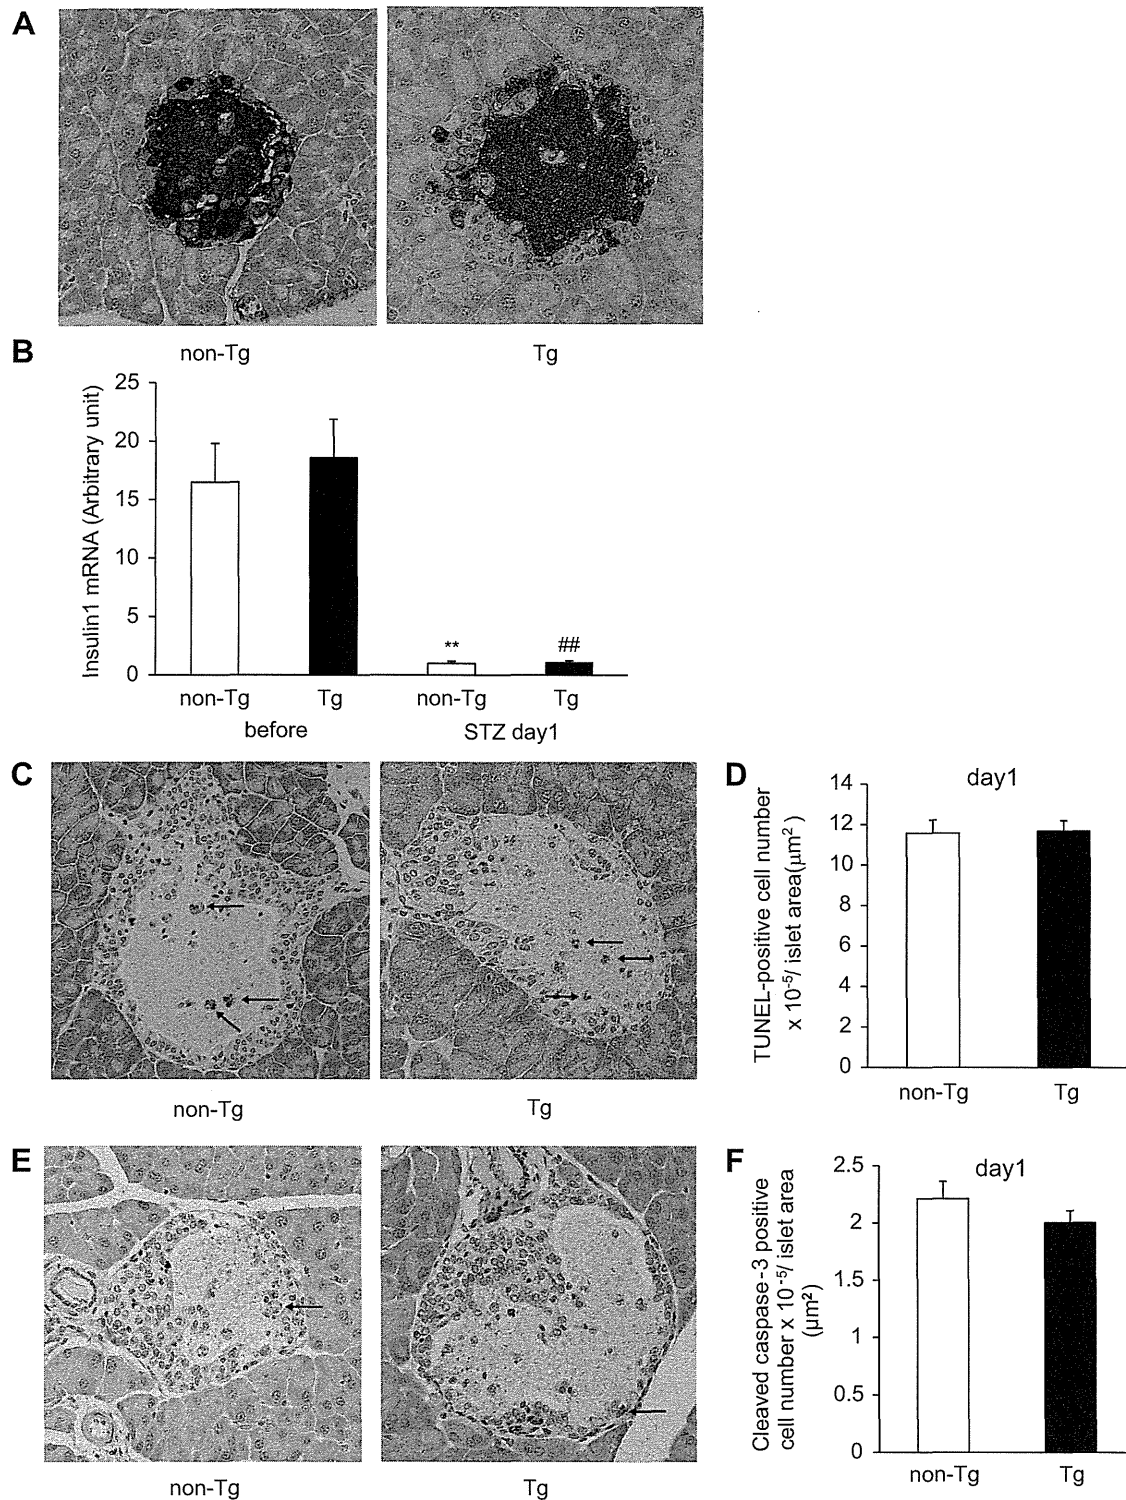 A
non-Tg
Tg
B
Insulin1 mRNA (Arbitrary unit)
25
20
15
10
5
0
**
##
non-Tg
Tg
non-Tg
Tg
before
STZ day1
C
non-Tg
Tg
D
day1
TUNEL-positive cell number
x 10⁻⁵/ islet area(μm²)
14
12
10
8
6
4
2
0
non-Tg
Tg
E
non-Tg
Tg
F
day1
Cleaved caspase-3 positive
cell number x 10⁻⁵/ islet area
(μm²)
2.5
2
1.5
1
0.5
0
non-Tg
Tg